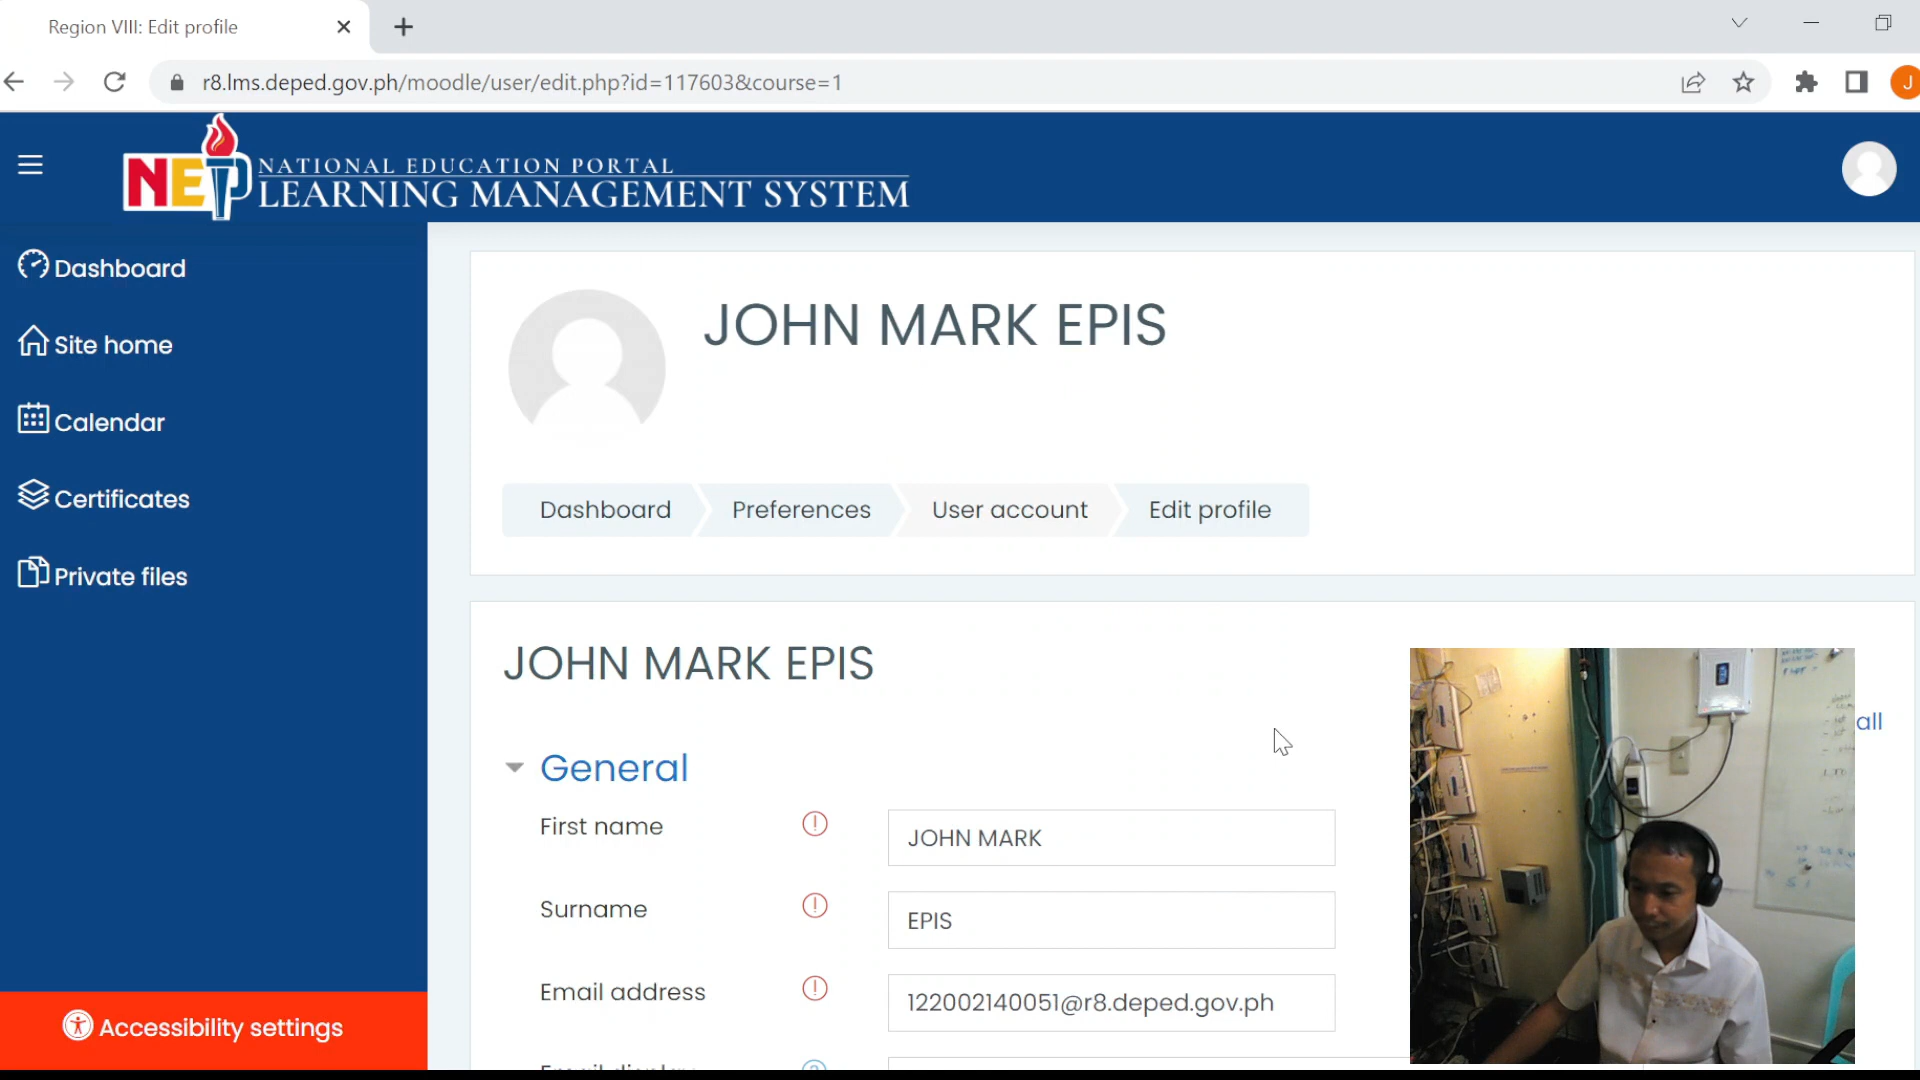 Region VIII: Edit profile
r8.lms.deped.gov.ph/moodle/user/edit.php?id=117603&course=1
J
NEP
NATIONAL EDUCATION PORTAL
LEARNING MANAGEMENT SYSTEM
Dashboard
Site home
Calendar
Certificates
Private files
Accessibility settings
JOHN MARK EPIS
Dashboard
Preferences
User account
Edit profile
JOHN MARK EPIS
all
General
First name
JOHN MARK
Surname
EPIS
Email address
122002140051@r8.deped.gov.ph